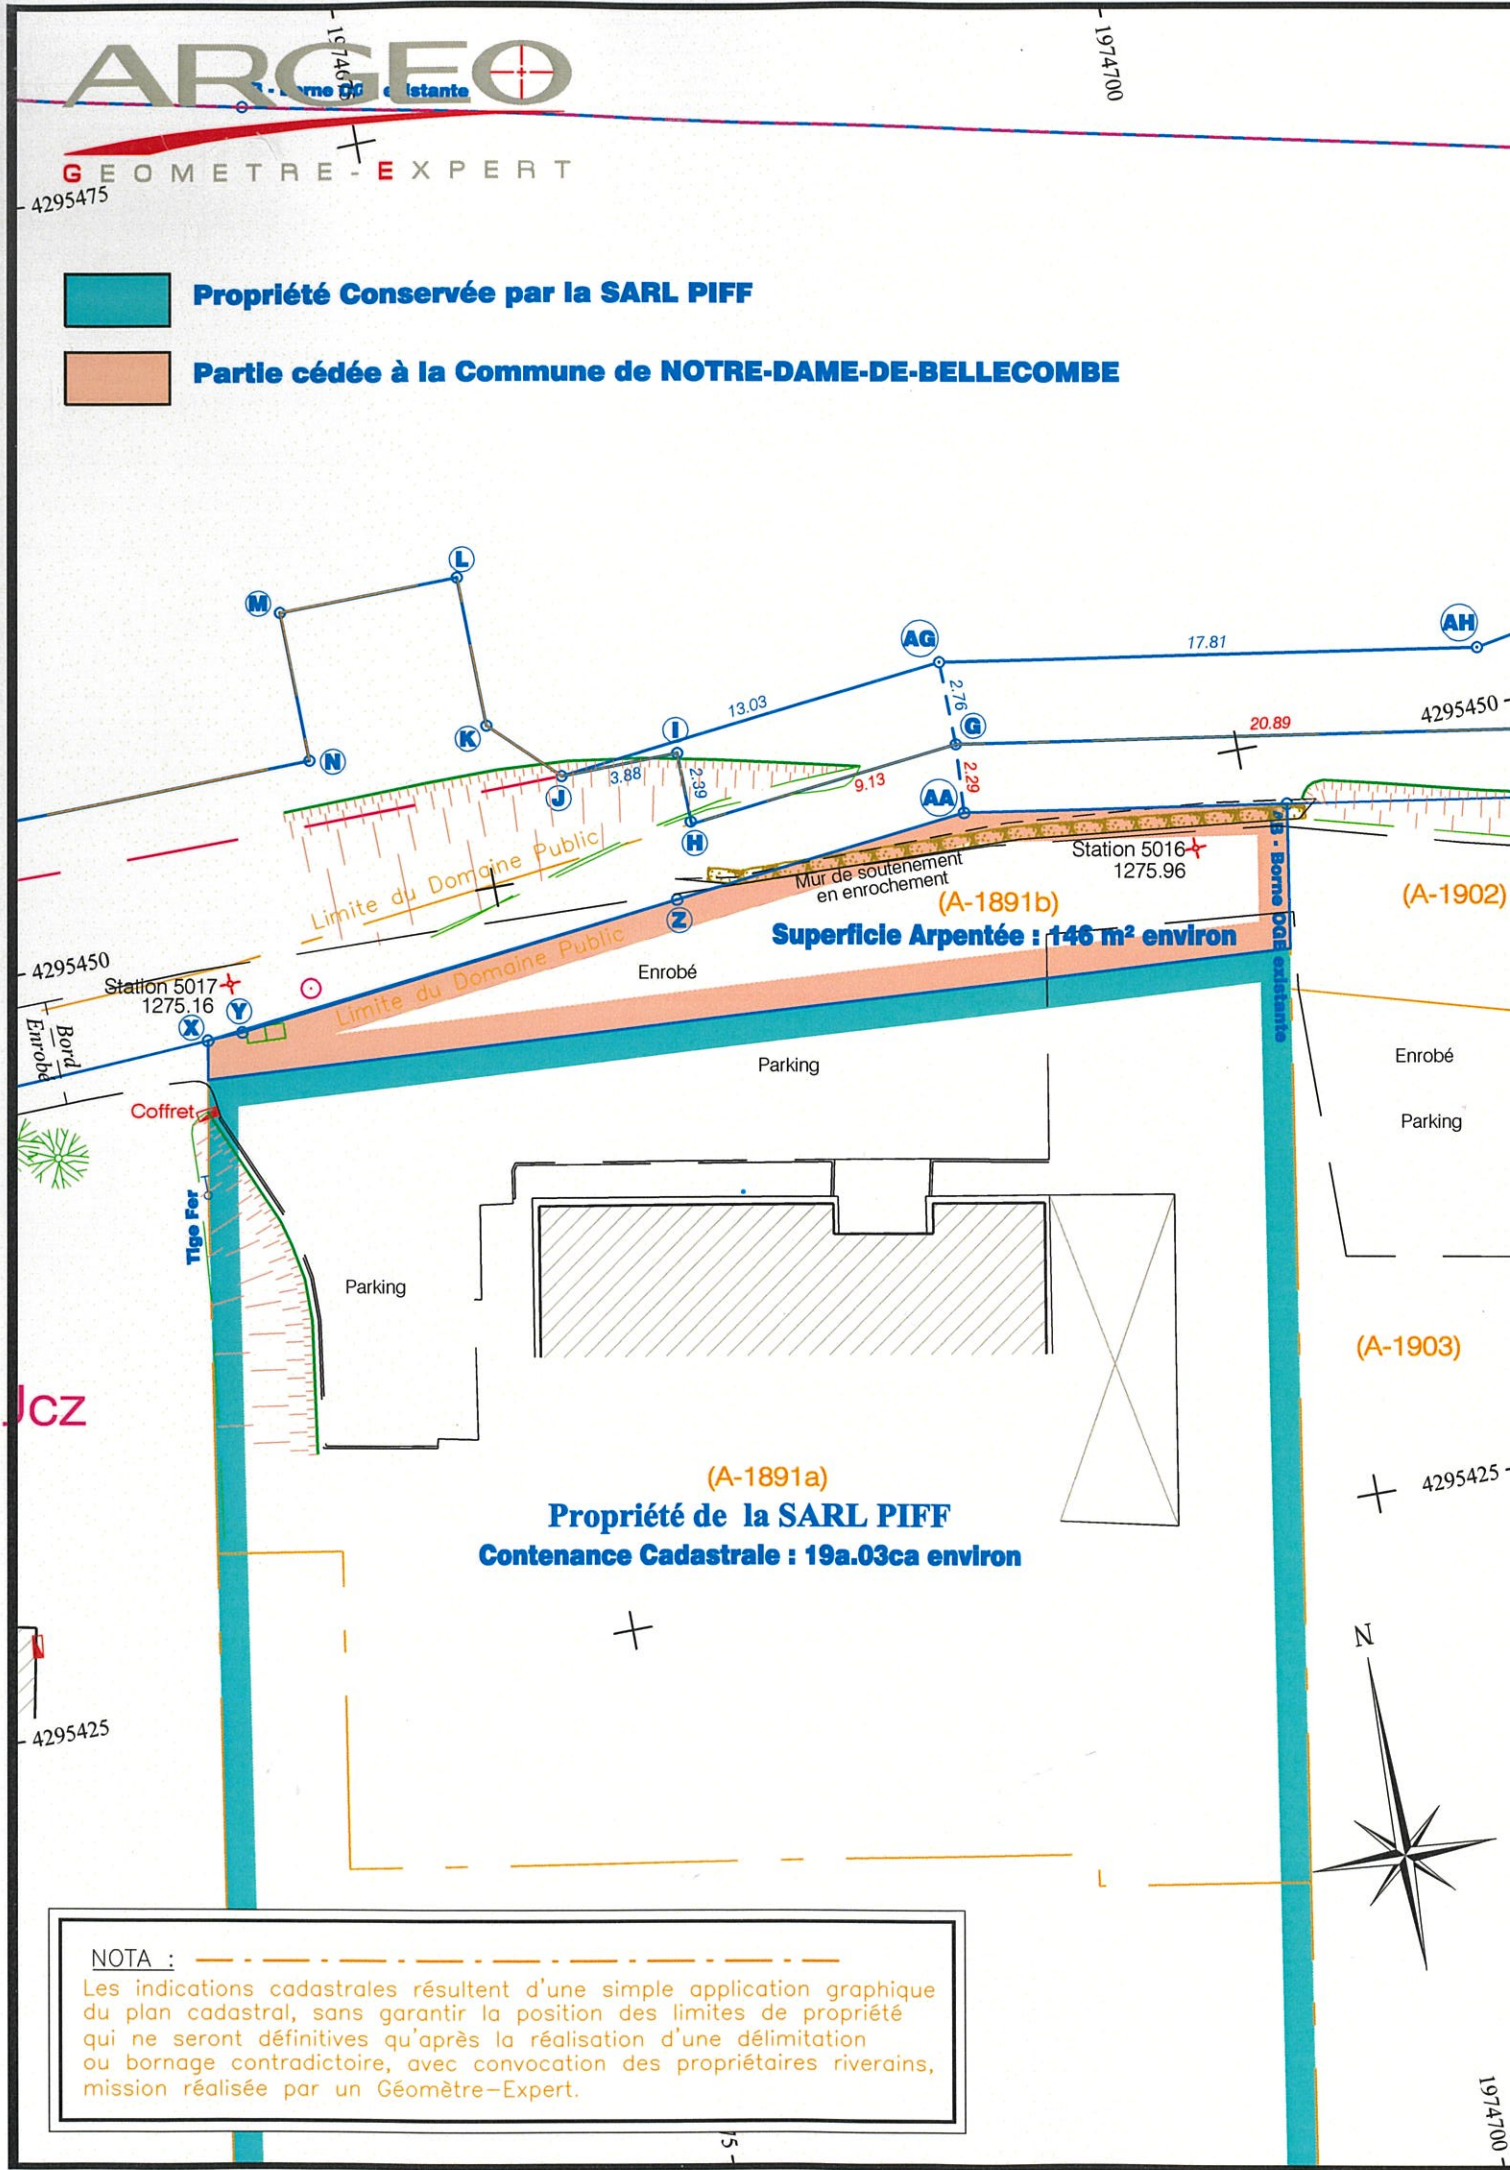 ARGEO
GEOMETRE-EXPERT
1974700
4295475
Propriété Conservée par la SARL PIFF
Partie cédée à la Commune de NOTRE-DAME-DE-BELLECOMBE
L
M
AG
AH
17.81
13.03
2.76
4295450
I
G
20.89
K
N
3.88
2.39
9.13
2.29
J
AA
H
Limite du Domaine Public
Mur de soutènement
en enrochement
Station 5016
1275.96
AB - Borne OGE existante
(A-1891b)
(A-1902)
Z
Superficie Arpentée : 146 m² environ
Limite du Domaine Public
Enrobé
4295450
Station 5017
1275.16
Y
X
Bord
Enrobé
Parking
Enrobé
Parking
Coffret
Tige Fer
Parking
(A-1903)
JCZ
(A-1891a)
Propriété de la SARL PIFF
Contenance Cadastrale : 19a.03ca environ
4295425
N
4295425
NOTA :
Les indications cadastrales résultent d'une simple application graphique
du plan cadastral, sans garantir la position des limites de propriété
qui ne seront définitives qu'après la réalisation d'une délimitation
ou bornage contradictoire, avec convocation des propriétaires riverains,
mission réalisée par un Géomètre-Expert.
1974700